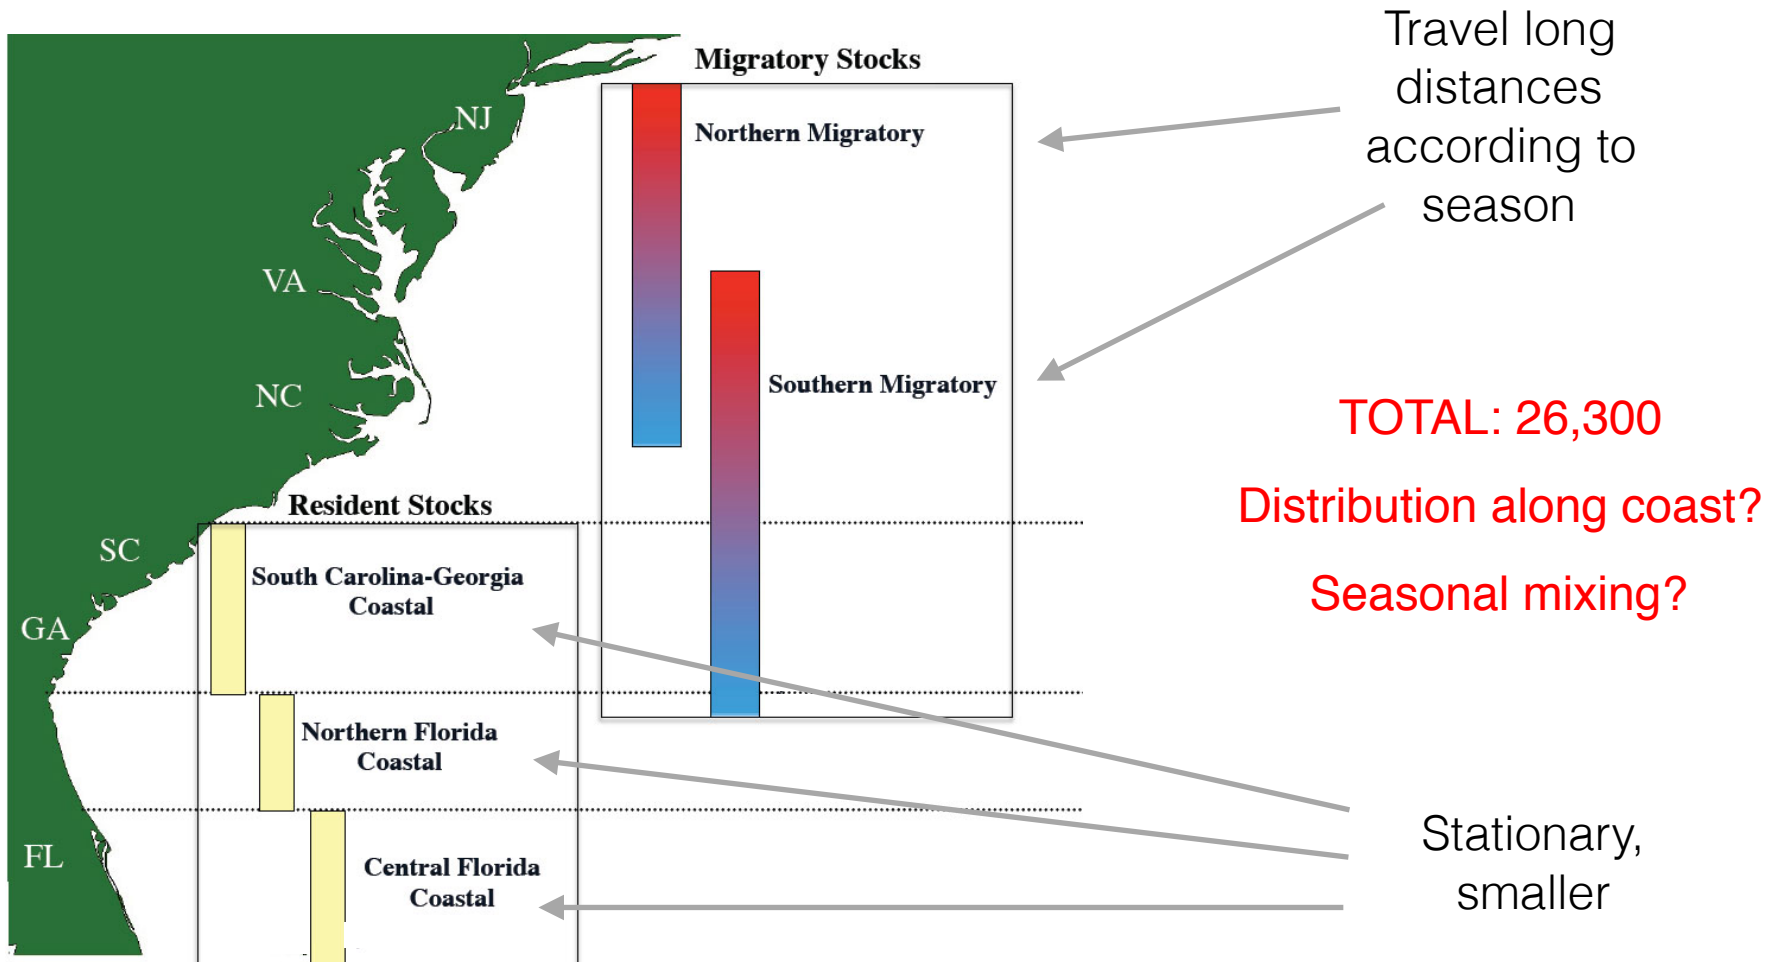 Migratory Stocks
Northern Migratory
Southern Migratory
NJ
VA
NC
SC
GA
FL
Resident Stocks
South Carolina-Georgia
Coastal
Northern Florida
Coastal
Central Florida
Coastal
Travel long
distances
according to
season
TOTAL: 26,300
Distribution along coast?
Seasonal mixing?
Stationary,
smaller